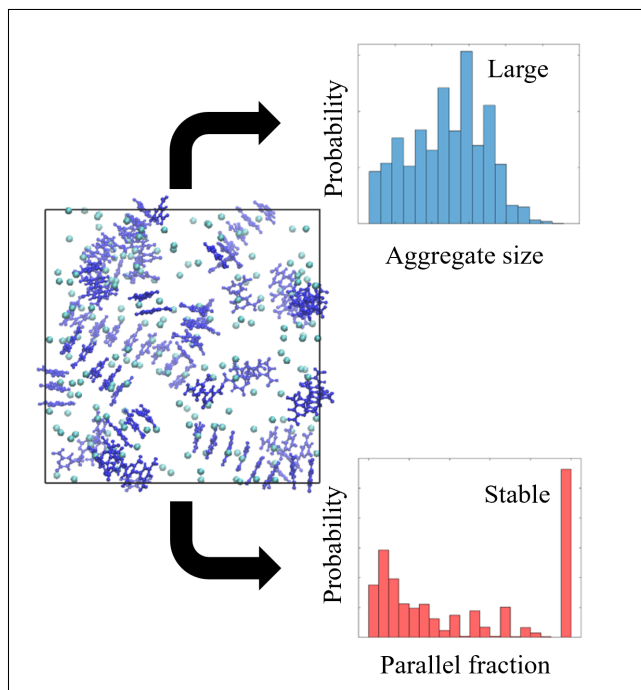 Large
Probability
Aggregate size
Stable
Probability
Parallel fraction